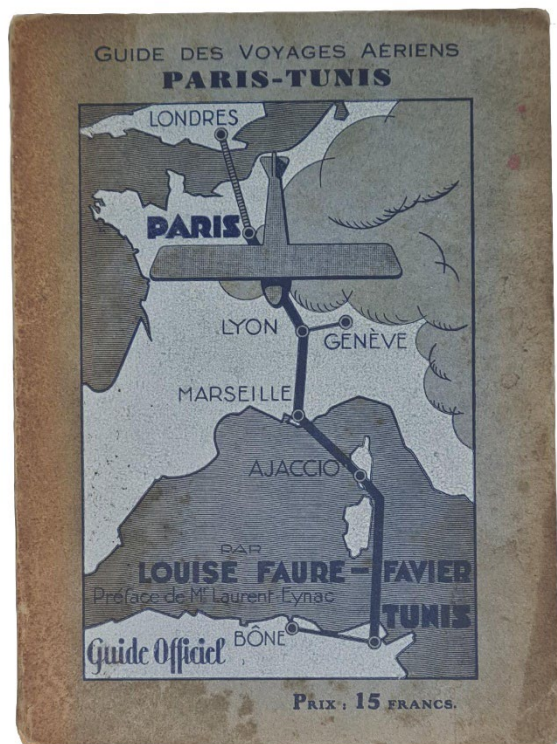 GUIDE DES VOYAGES AÉRIENS
PARIS-TUNIS
LONDRES
PARIS
LYON
GENÈVE
MARSEILLE
AJACCIO
PAR
LOUISE FAURE-FAVIER
Préface de Mr Laurent-Eynac
TUNIS
BÔNE
Guide Officiel
PRIX : 15 FRANCS.